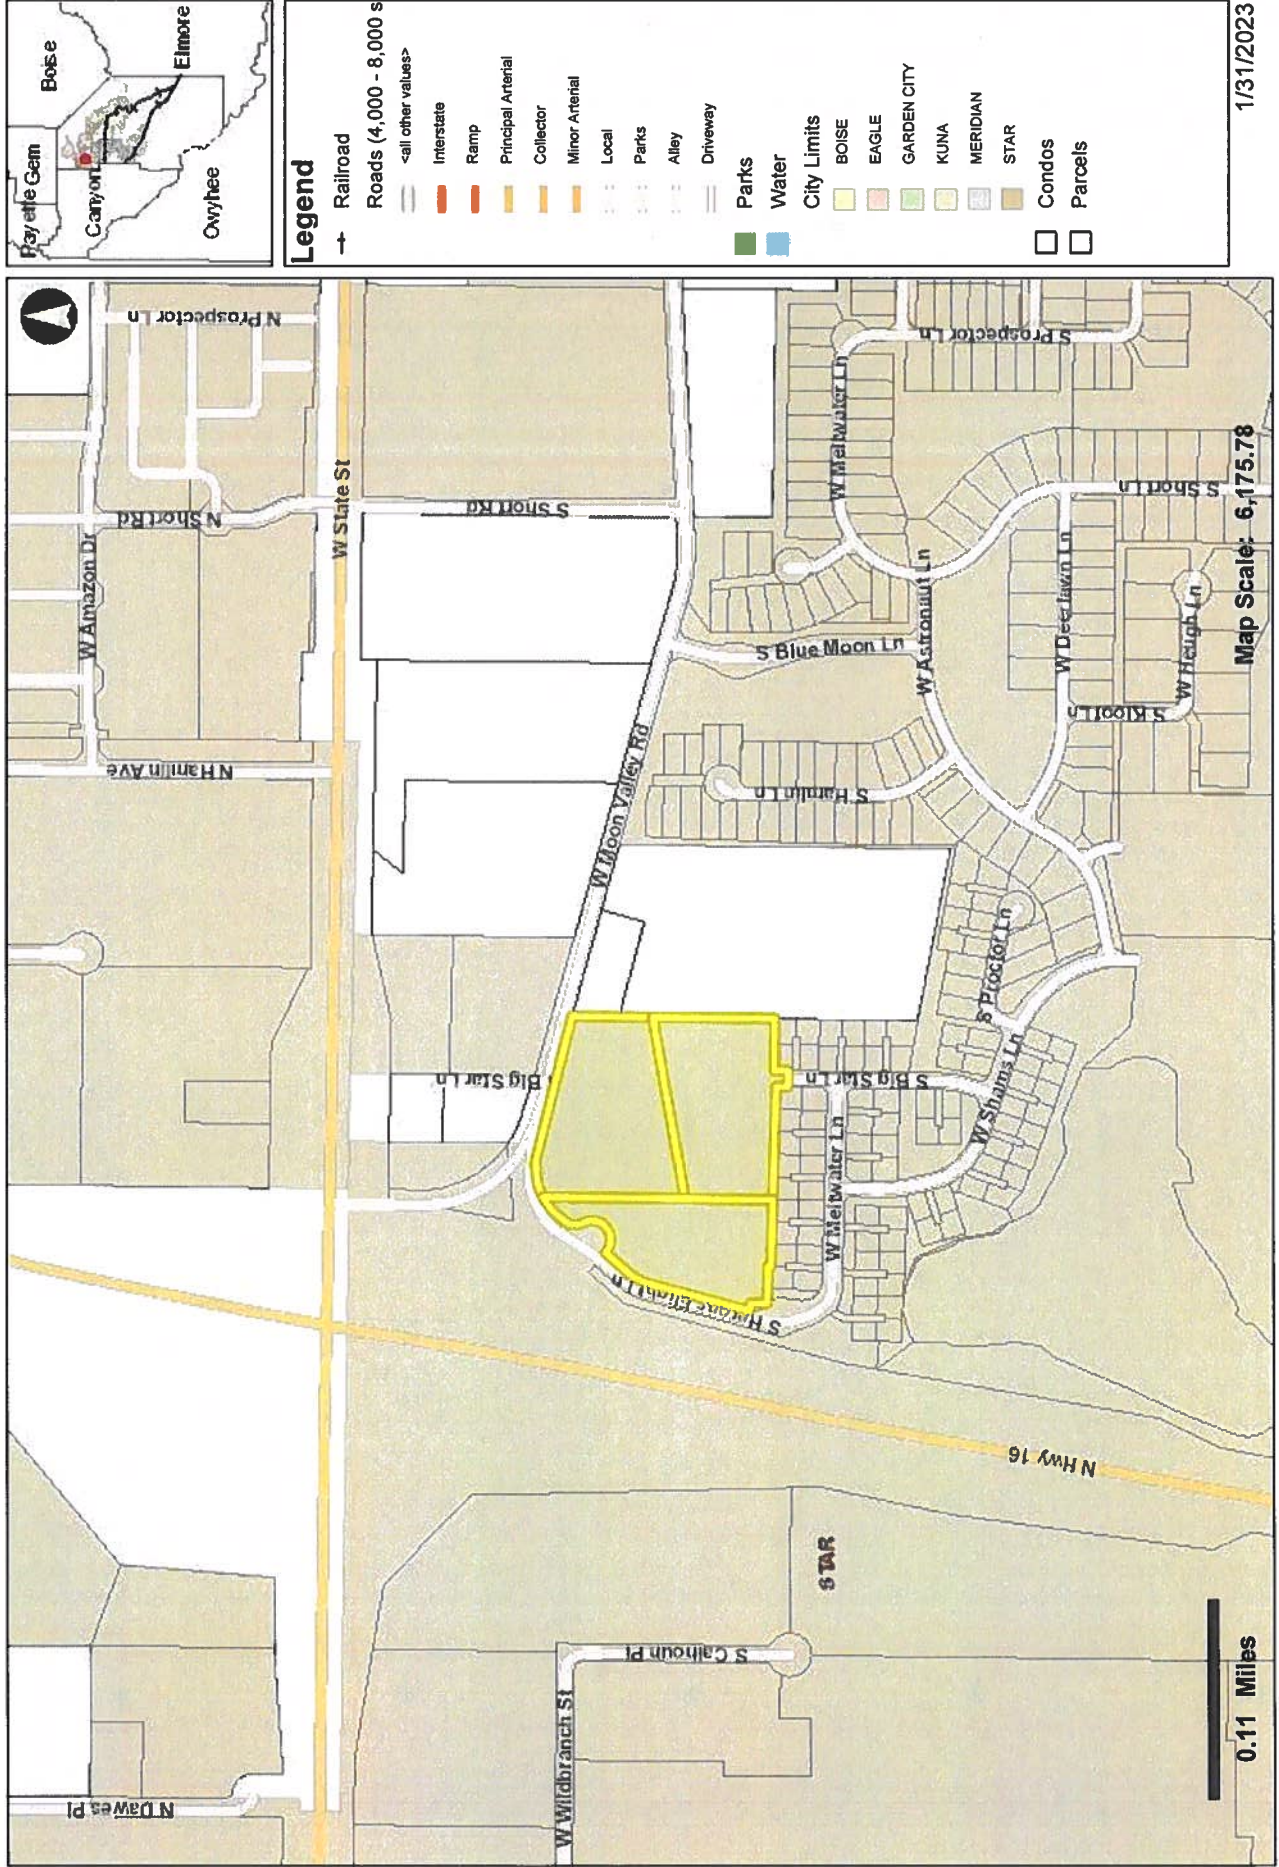 Payette
Gem
Boise
Canyon
Elmore
Owyhee
Legend
Railroad
Roads (4,000 - 8,000 s
<all other values>
Interstate
Ramp
Principal Arterial
Collector
Minor Arterial
Local
Parks
Alley
Driveway
Parks
Water
City Limits
BOISE
EAGLE
GARDEN CITY
KUNA
MERIDIAN
STAR
Condos
Parcels
1/31/2023
N Dawes Pl
N Hamlin Ave
W Amazon Dr
N Short Rd
N Prospector Ln
W State St
S Short Rd
W Moon Valley Rd
S Big Star Ln
W Wildbranch St
S Calhoun Pl
STAR
N Hwy 16
W Meltwater Ln
S Big Star Ln
W Shams Ln
S Proctor Ln
S Hamlin Ln
S Blue Moon Ln
W Astronaut Ln
W Meltwater Ln
S Prospector Ln
W Deerlawn Ln
S Kloof Ln
W Heugh Ln
S Short Ln
0.11 Miles
Map Scale: 6,175.78